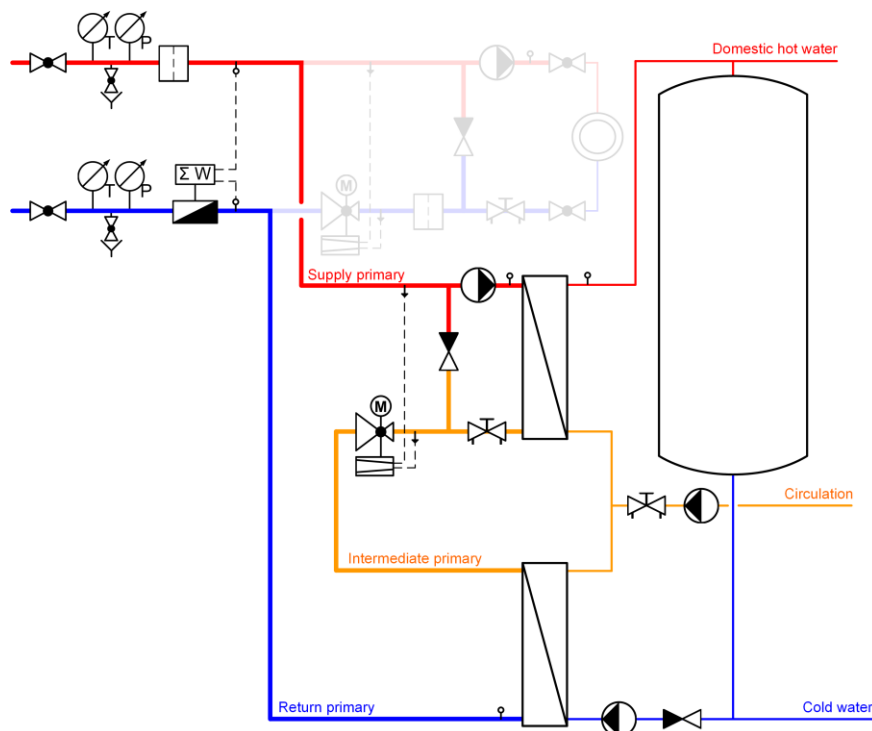 T P
Domestic hot water
Σ W
T P
M
Supply primary
M
Circulation
Intermediate primary
Return primary
Cold water